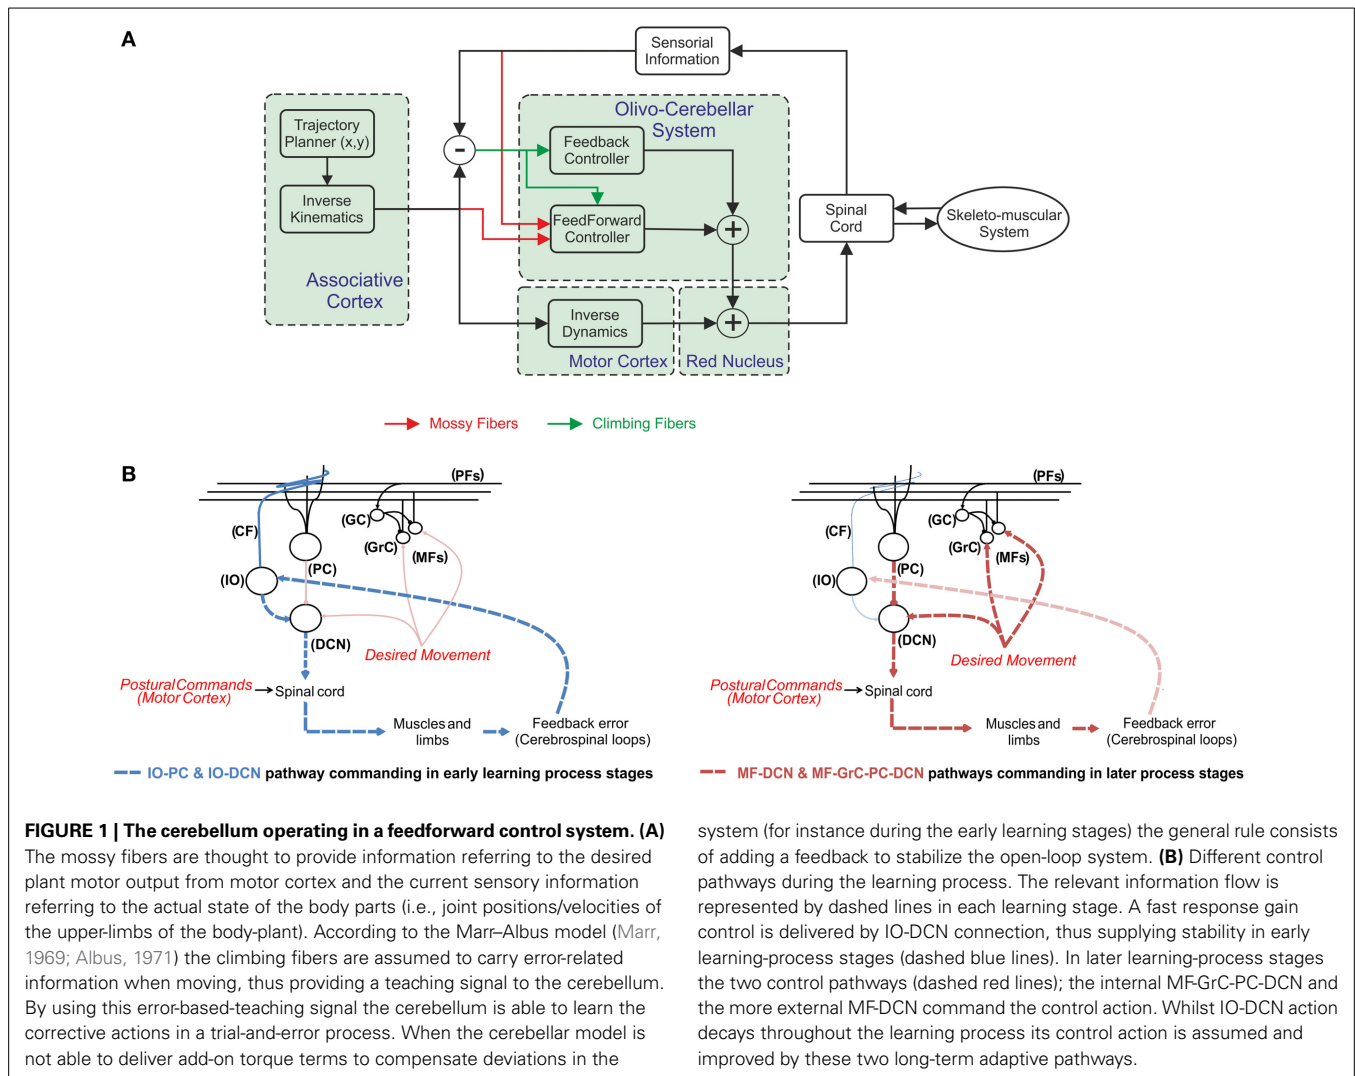 A
Sensorial
Information
Olivo-Cerebellar
System
Trajectory
Planner (x,y)
Inverse
Kinematics
Associative
Cortex
-
Feedback
Controller
FeedForward
Controller
+
Spinal
Cord
Skeleto-muscular
System
Inverse
Dynamics
Motor Cortex
+
Red Nucleus
Mossy Fibers
Climbing Fibers
B
(PFs)
(GC)
(CF)
(GrC)
(MFs)
(PC)
(IO)
(DCN)
Desired Movement
Postural Commands
(Motor Cortex)
Spinal cord
Muscles and
limbs
Feedback error
(Cerebrospinal loops)
IO-PC & IO-DCN pathway commanding in early learning process stages
(PFs)
(GC)
(CF)
(GrC)
(MFs)
(PC)
(IO)
(DCN)
Desired Movement
Postural Commands
(Motor Cortex)
Spinal cord
Muscles and
limbs
Feedback error
(Cerebrospinal loops)
MF-DCN & MF-GrC-PC-DCN pathways commanding in later process stages
FIGURE 1 | The cerebellum operating in a feedforward control system. (A)
The mossy fibers are thought to provide information referring to the desired
plant motor output from motor cortex and the current sensory information
referring to the actual state of the body parts (i.e., joint positions/velocities of
the upper-limbs of the body-plant). According to the Marr–Albus model (Marr,
1969; Albus, 1971) the climbing fibers are assumed to carry error-related
information when moving, thus providing a teaching signal to the cerebellum.
By using this error-based-teaching signal the cerebellum is able to learn the
corrective actions in a trial-and-error process. When the cerebellar model is
not able to deliver add-on torque terms to compensate deviations in the
system (for instance during the early learning stages) the general rule consists
of adding a feedback to stabilize the open-loop system. (B) Different control
pathways during the learning process. The relevant information flow is
represented by dashed lines in each learning stage. A fast response gain
control is delivered by IO-DCN connection, thus supplying stability in early
learning-process stages (dashed blue lines). In later learning-process stages
the two control pathways (dashed red lines); the internal MF-GrC-PC-DCN and
the more external MF-DCN command the control action. Whilst IO-DCN action
decays throughout the learning process its control action is assumed and
improved by these two long-term adaptive pathways.